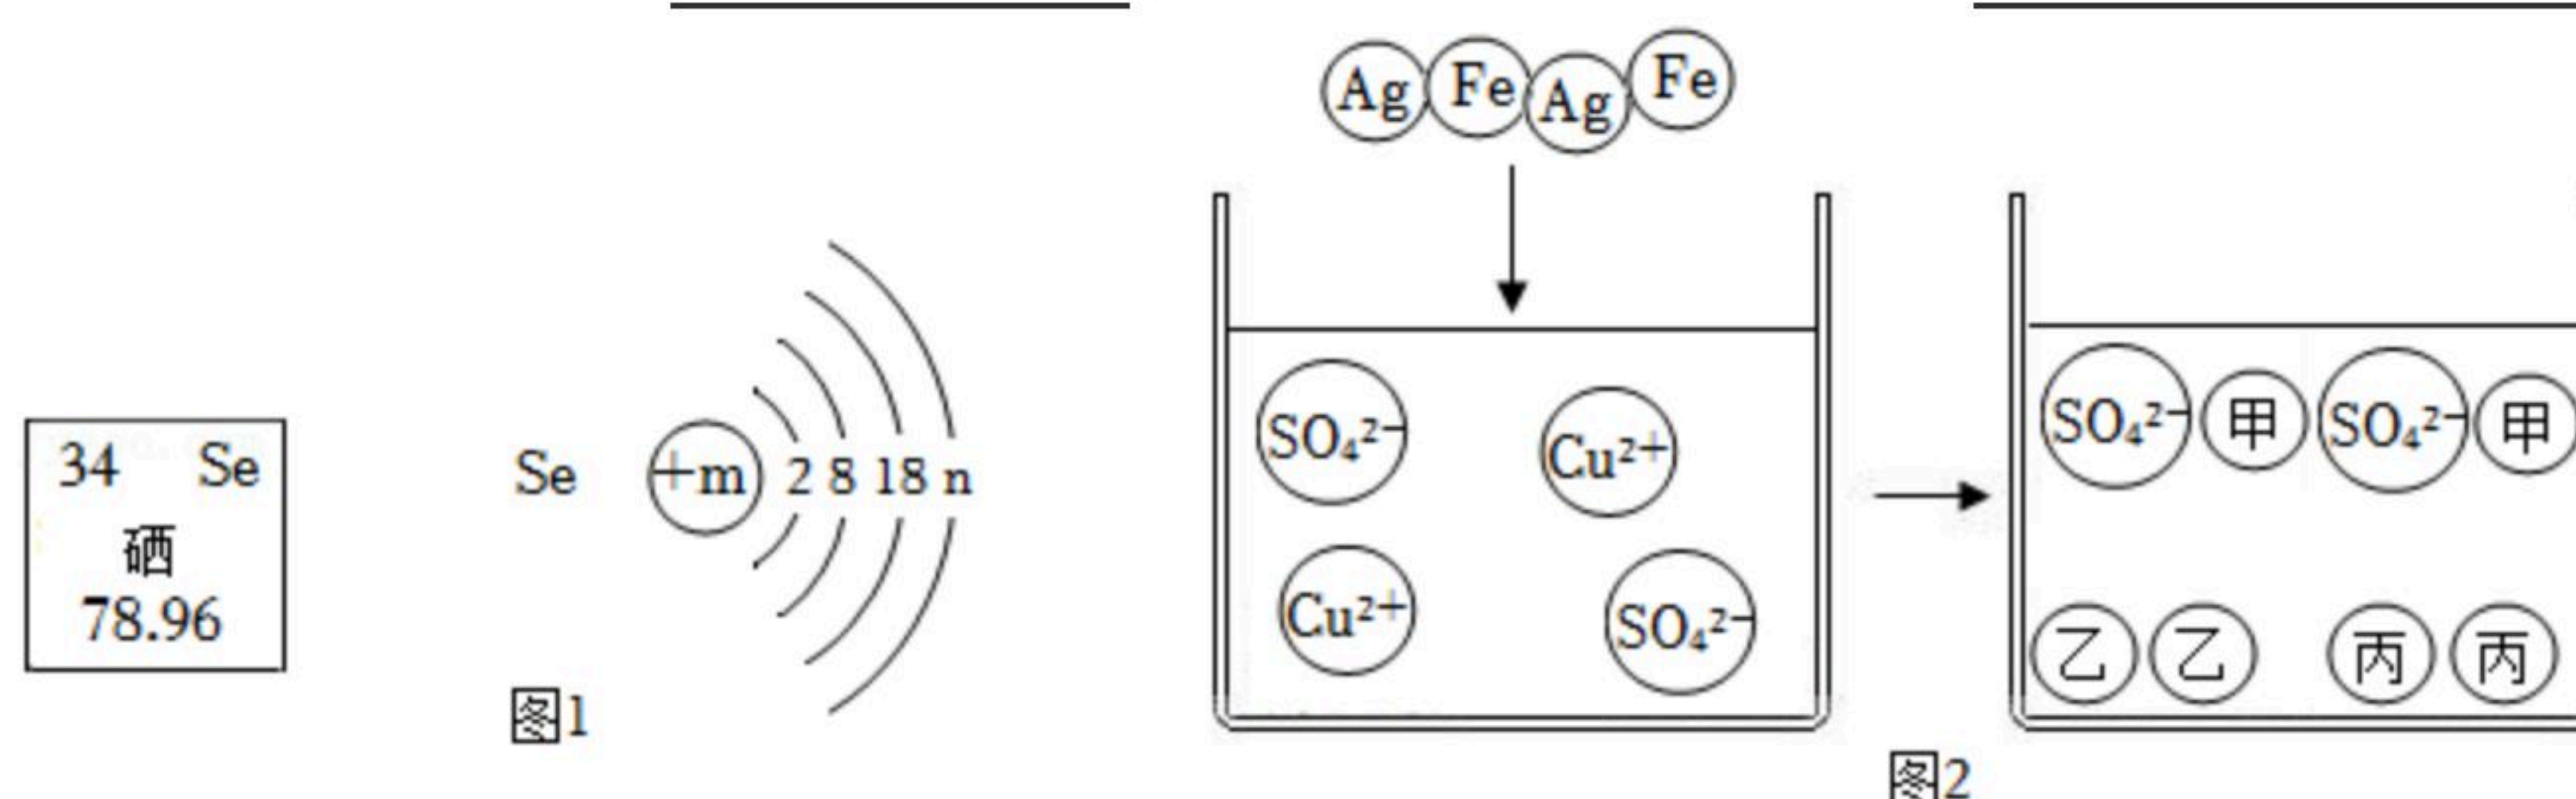 Ag Fe Ag Fe
34 Se
硒
78.96
Se +m 2 8 18 n
图1
SO₄²⁻ Cu²⁺
Cu²⁺ SO₄²⁻
SO₄²⁻ 甲 SO₄²⁻ 甲
乙 乙 丙 丙
图2